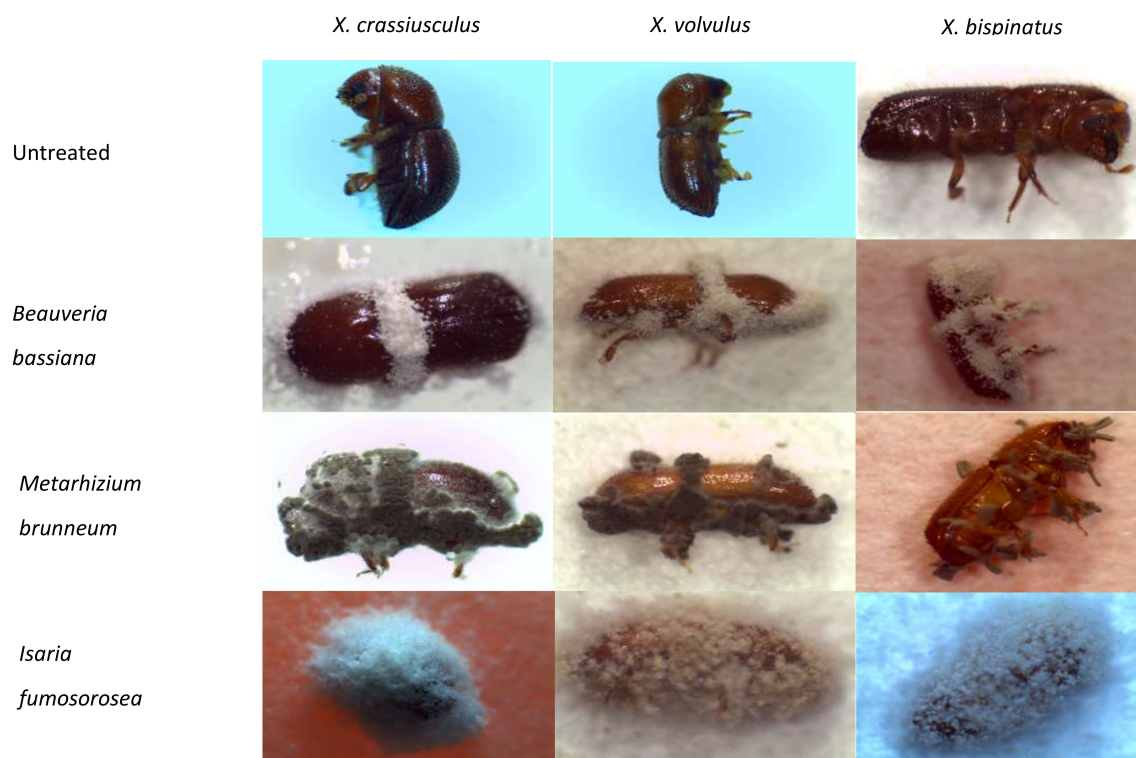 X. crassiusculus
X. volvulus
X. bispinatus
Untreated
Beauveria
bassiana
Metarhizium
brunneum
Isaria
fumosorosea